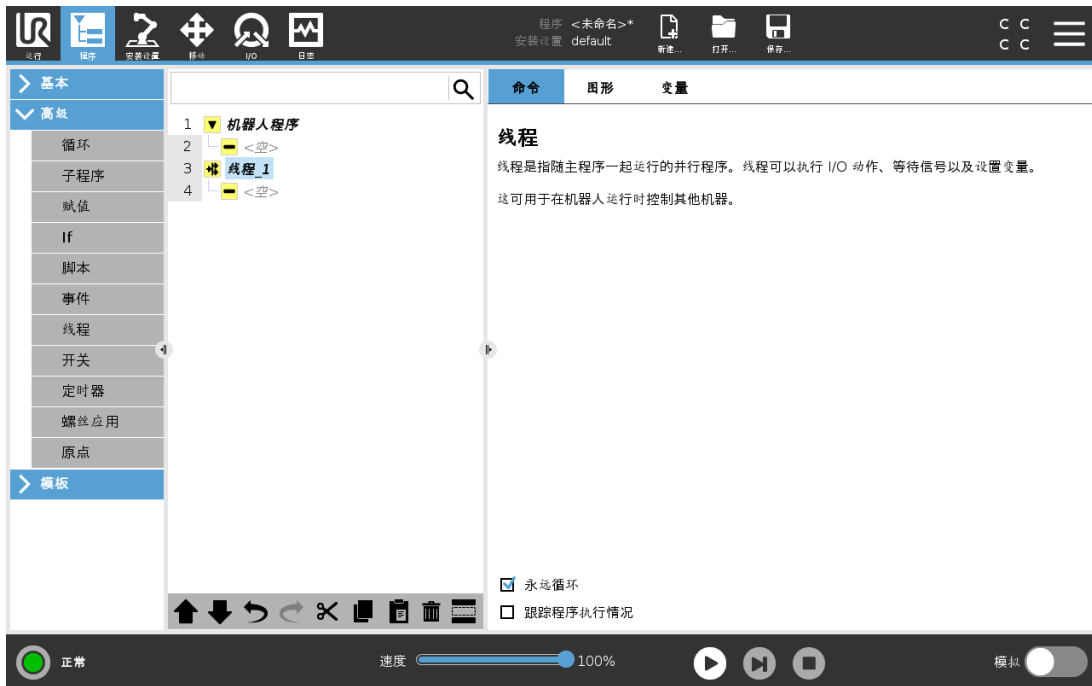 程序 <未命名>*
安装设置 default
C C
C C
运行 程序 安装设置 移动 I/O 日志 新建... 打开... 保存...
基本
高级
循环
子程序
赋值
If
脚本
事件
线程
开关
定时器
螺丝应用
原点
模板
1 机器人程序
2 <空>
3 线程_1
4 <空>
命令 图形 变量
线程
线程是指随主程序一起运行的并行程序。线程可以执行 I/O 动作、等待信号以及设置变量。
这可用于在机器人运行时控制其他机器。
永远循环
跟踪程序执行情况
正常 速度 100% 模拟